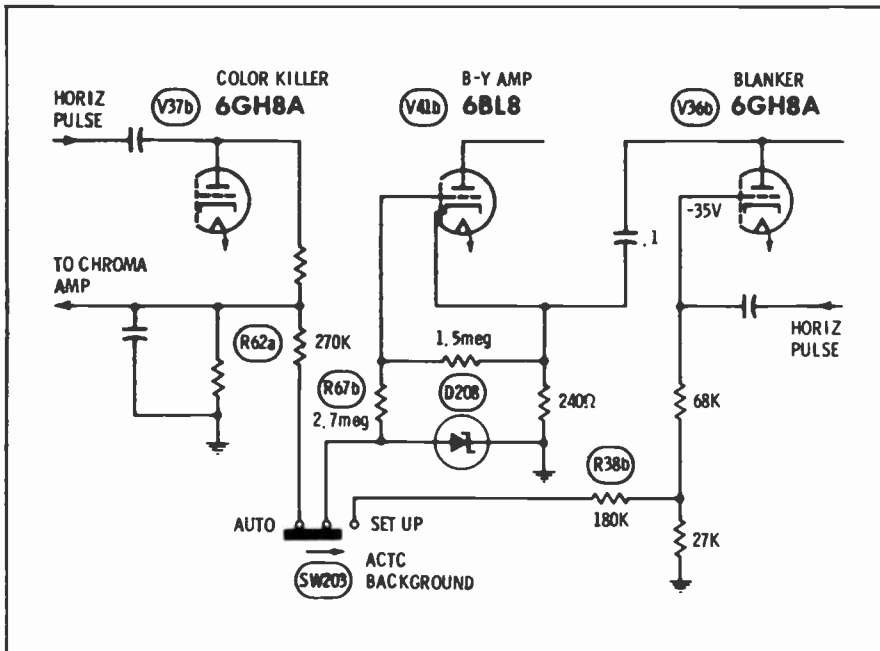 HORIZ
PULSE
V37b
COLOR KILLER
6GH8A
V41b
B-Y AMP
6BL8
V36b
BLANKER
6GH8A
-35V
.1
TO CHROMA
AMP
HORIZ
PULSE
R62a
270K
1.5meg
R67b
2.7meg
D208
240Ω
68K
R38b
180K
27K
AUTO
SET UP
SW203
ACTC
BACKGROUND